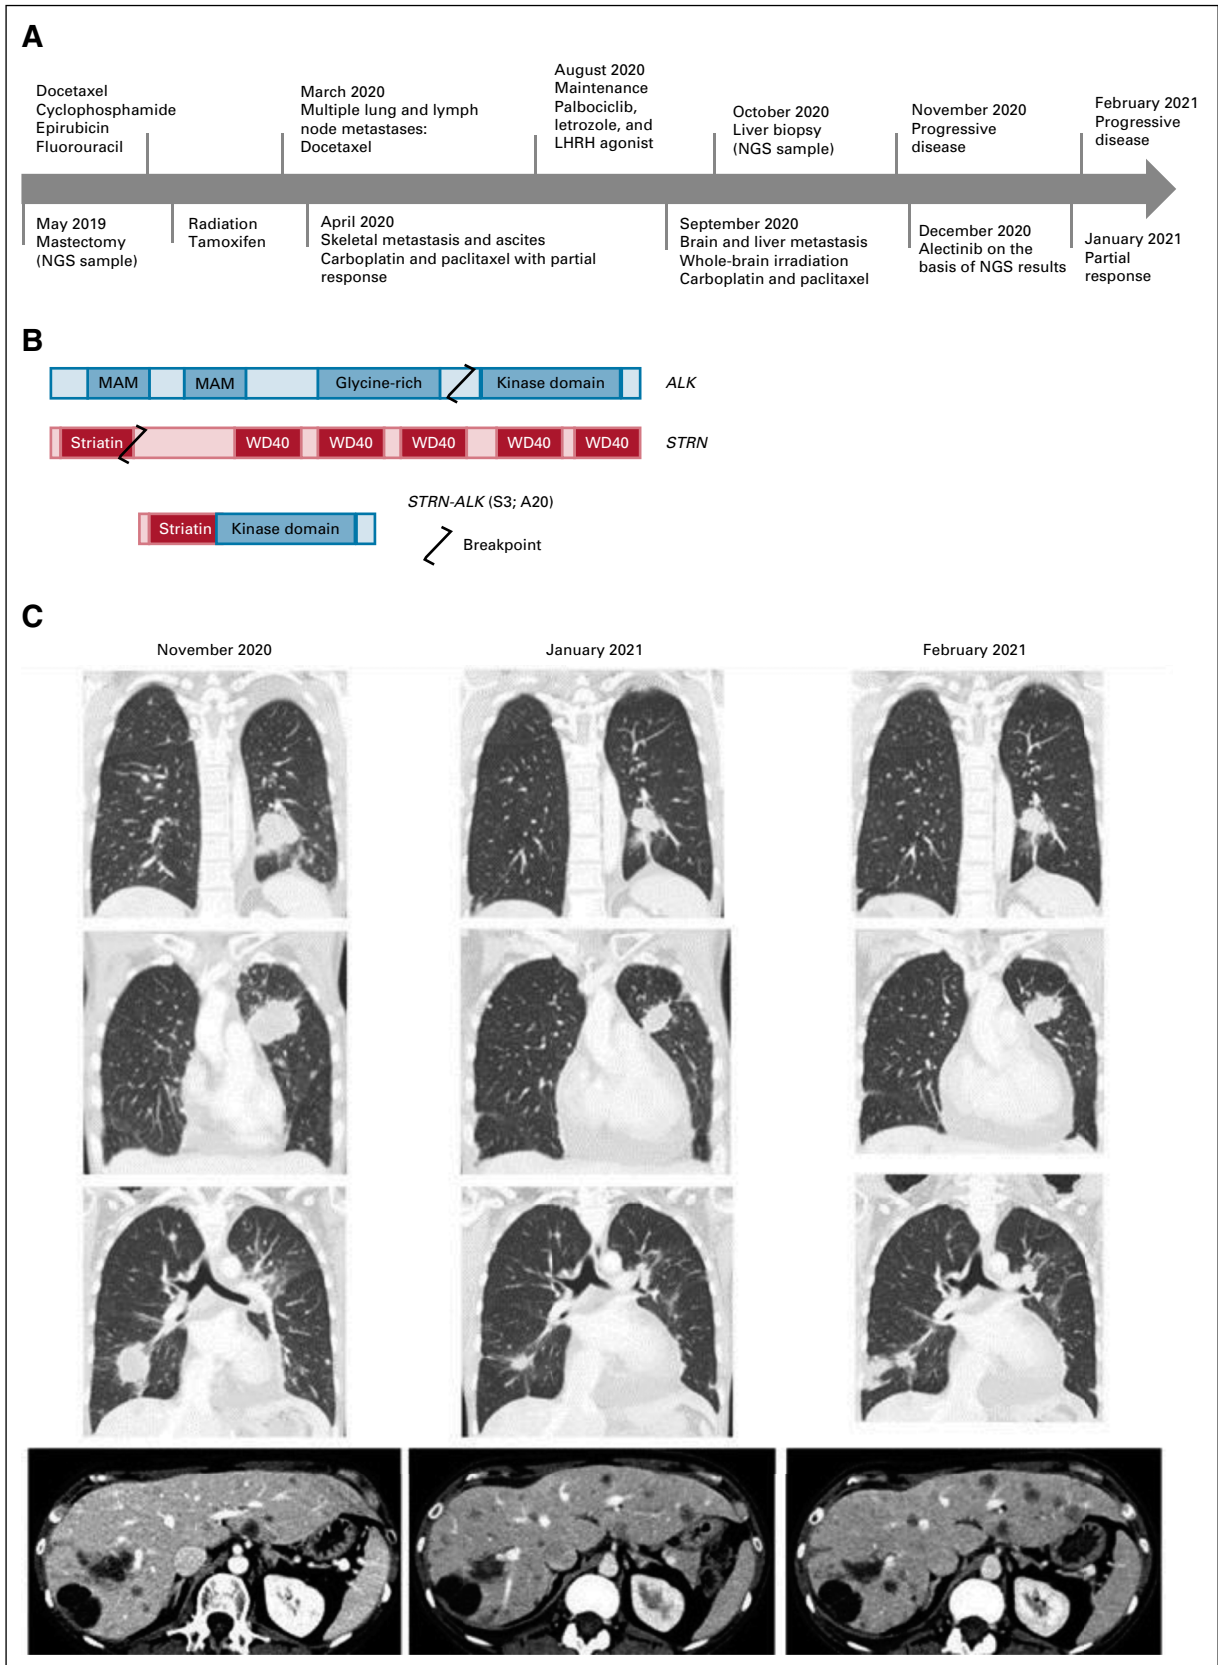 A
Docetaxel
Cyclophosphamide
Epirubicin
Fluorouracil
March 2020
Multiple lung and lymph
node metastases:
Docetaxel
August 2020
Maintenance
Palbociclib,
letrozole, and
LHRH agonist
October 2020
Liver biopsy
(NGS sample)
November 2020
Progressive
disease
February 2021
Progressive
disease
May 2019
Mastectomy
(NGS sample)
Radiation
Tamoxifen
April 2020
Skeletal metastasis and ascites
Carboplatin and paclitaxel with partial
response
September 2020
Brain and liver metastasis
Whole-brain irradiation
Carboplatin and paclitaxel
December 2020
Alectinib on the
basis of NGS results
January 2021
Partial
response
B
MAM MAM Glycine-rich Kinase domain ALK
Striatin WD40 WD40 WD40 WD40 WD40 STRN
STRN-ALK (S3; A20)
Striatin Kinase domain
Breakpoint
C
November 2020 January 2021 February 2021